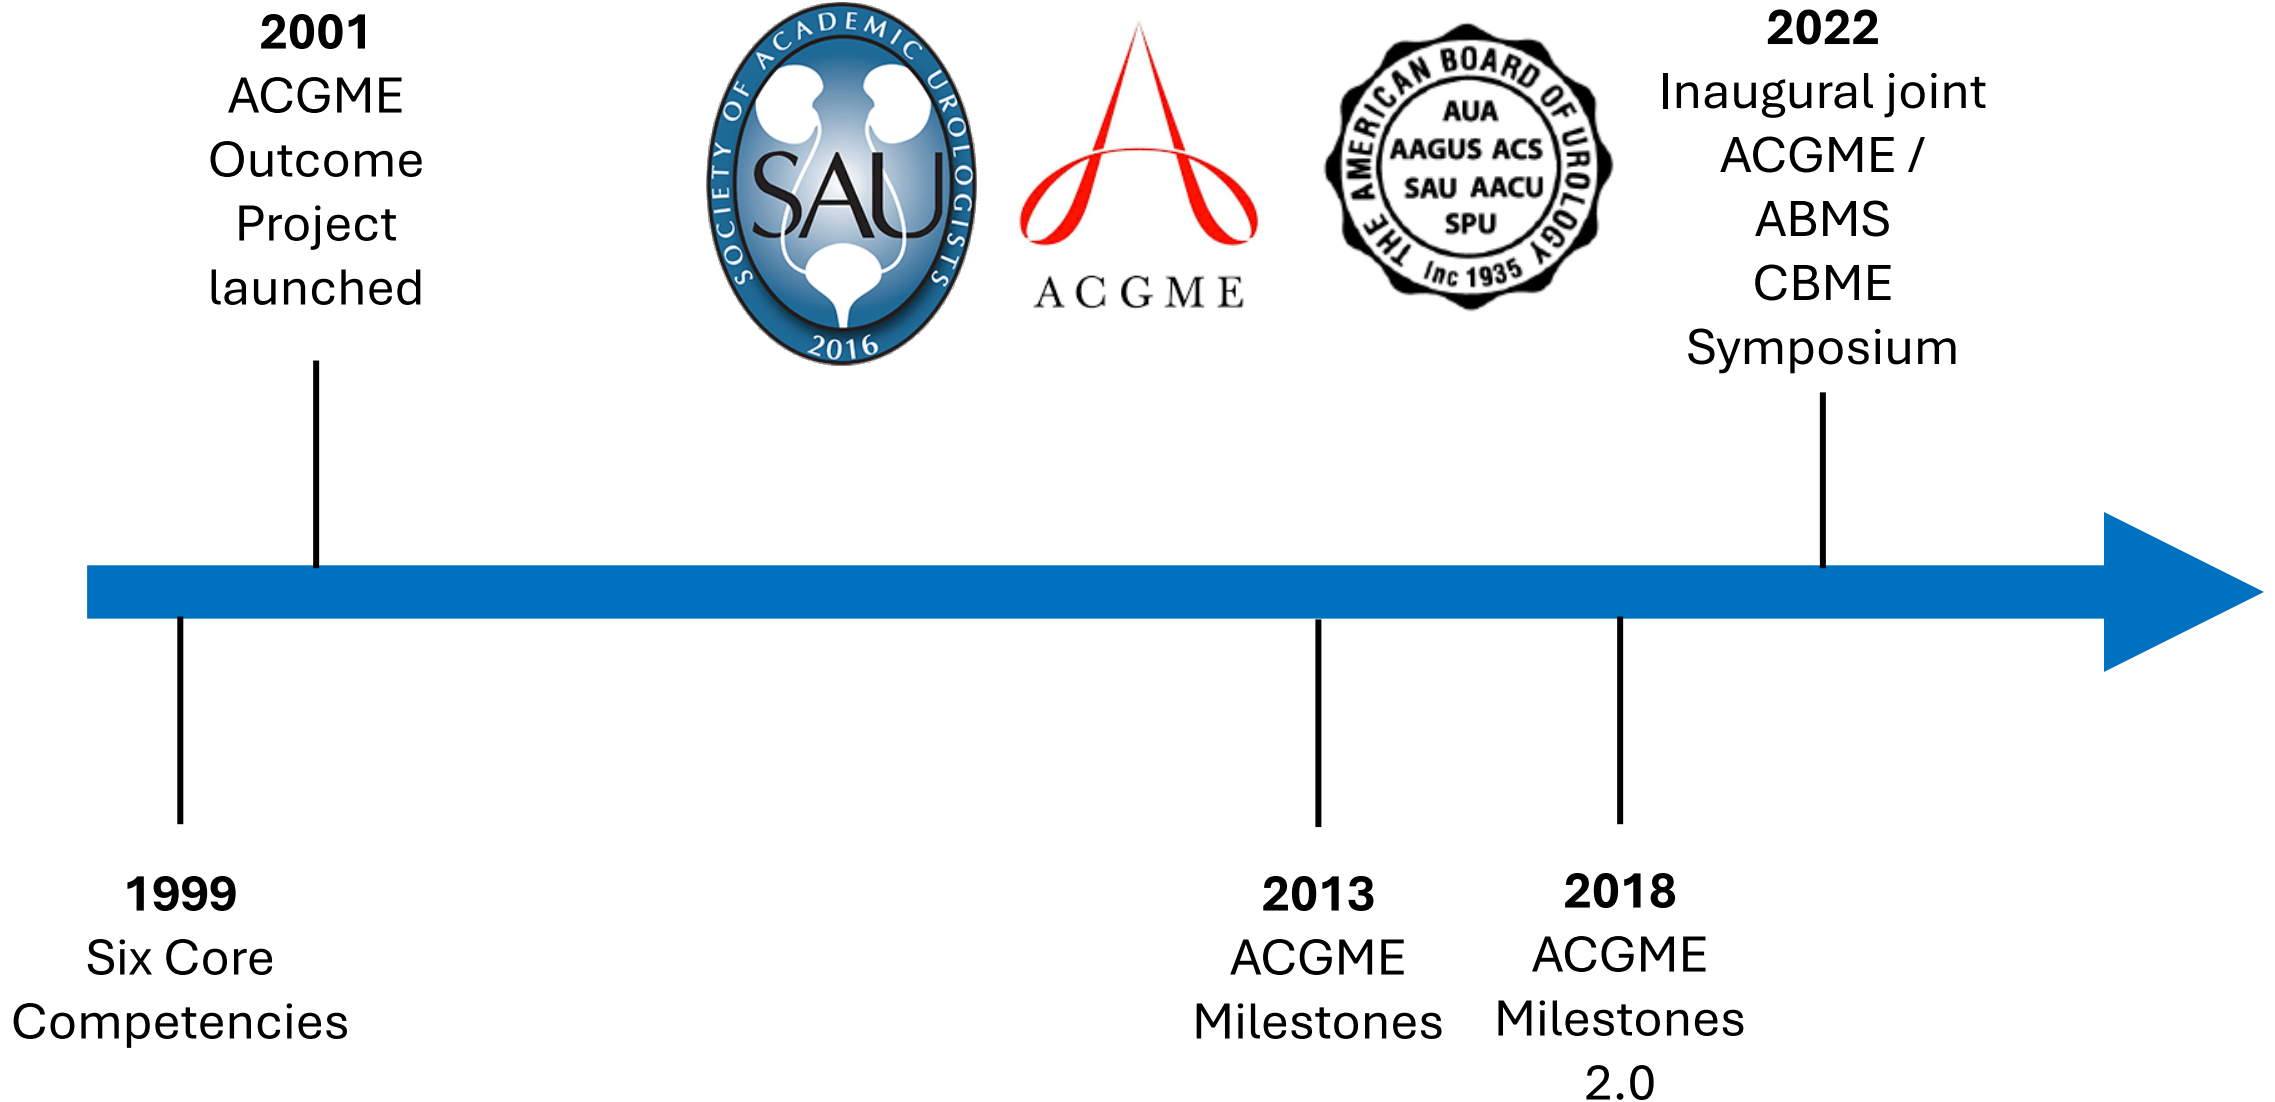 2001
ACGME
Outcome
Project
launched
SOCIETY OF ACADEMIC UROLOGISTS
SAU
2016
ACGME
THE AMERICAN BOARD OF UROLOGY
AUA
AAGUS ACS
SAU AACU
SPU
Inc 1935
2022
Inaugural joint
ACGME /
ABMS
CBME
Symposium
1999
Six Core
Competencies
2013
ACGME
Milestones
2018
ACGME
Milestones
2.0